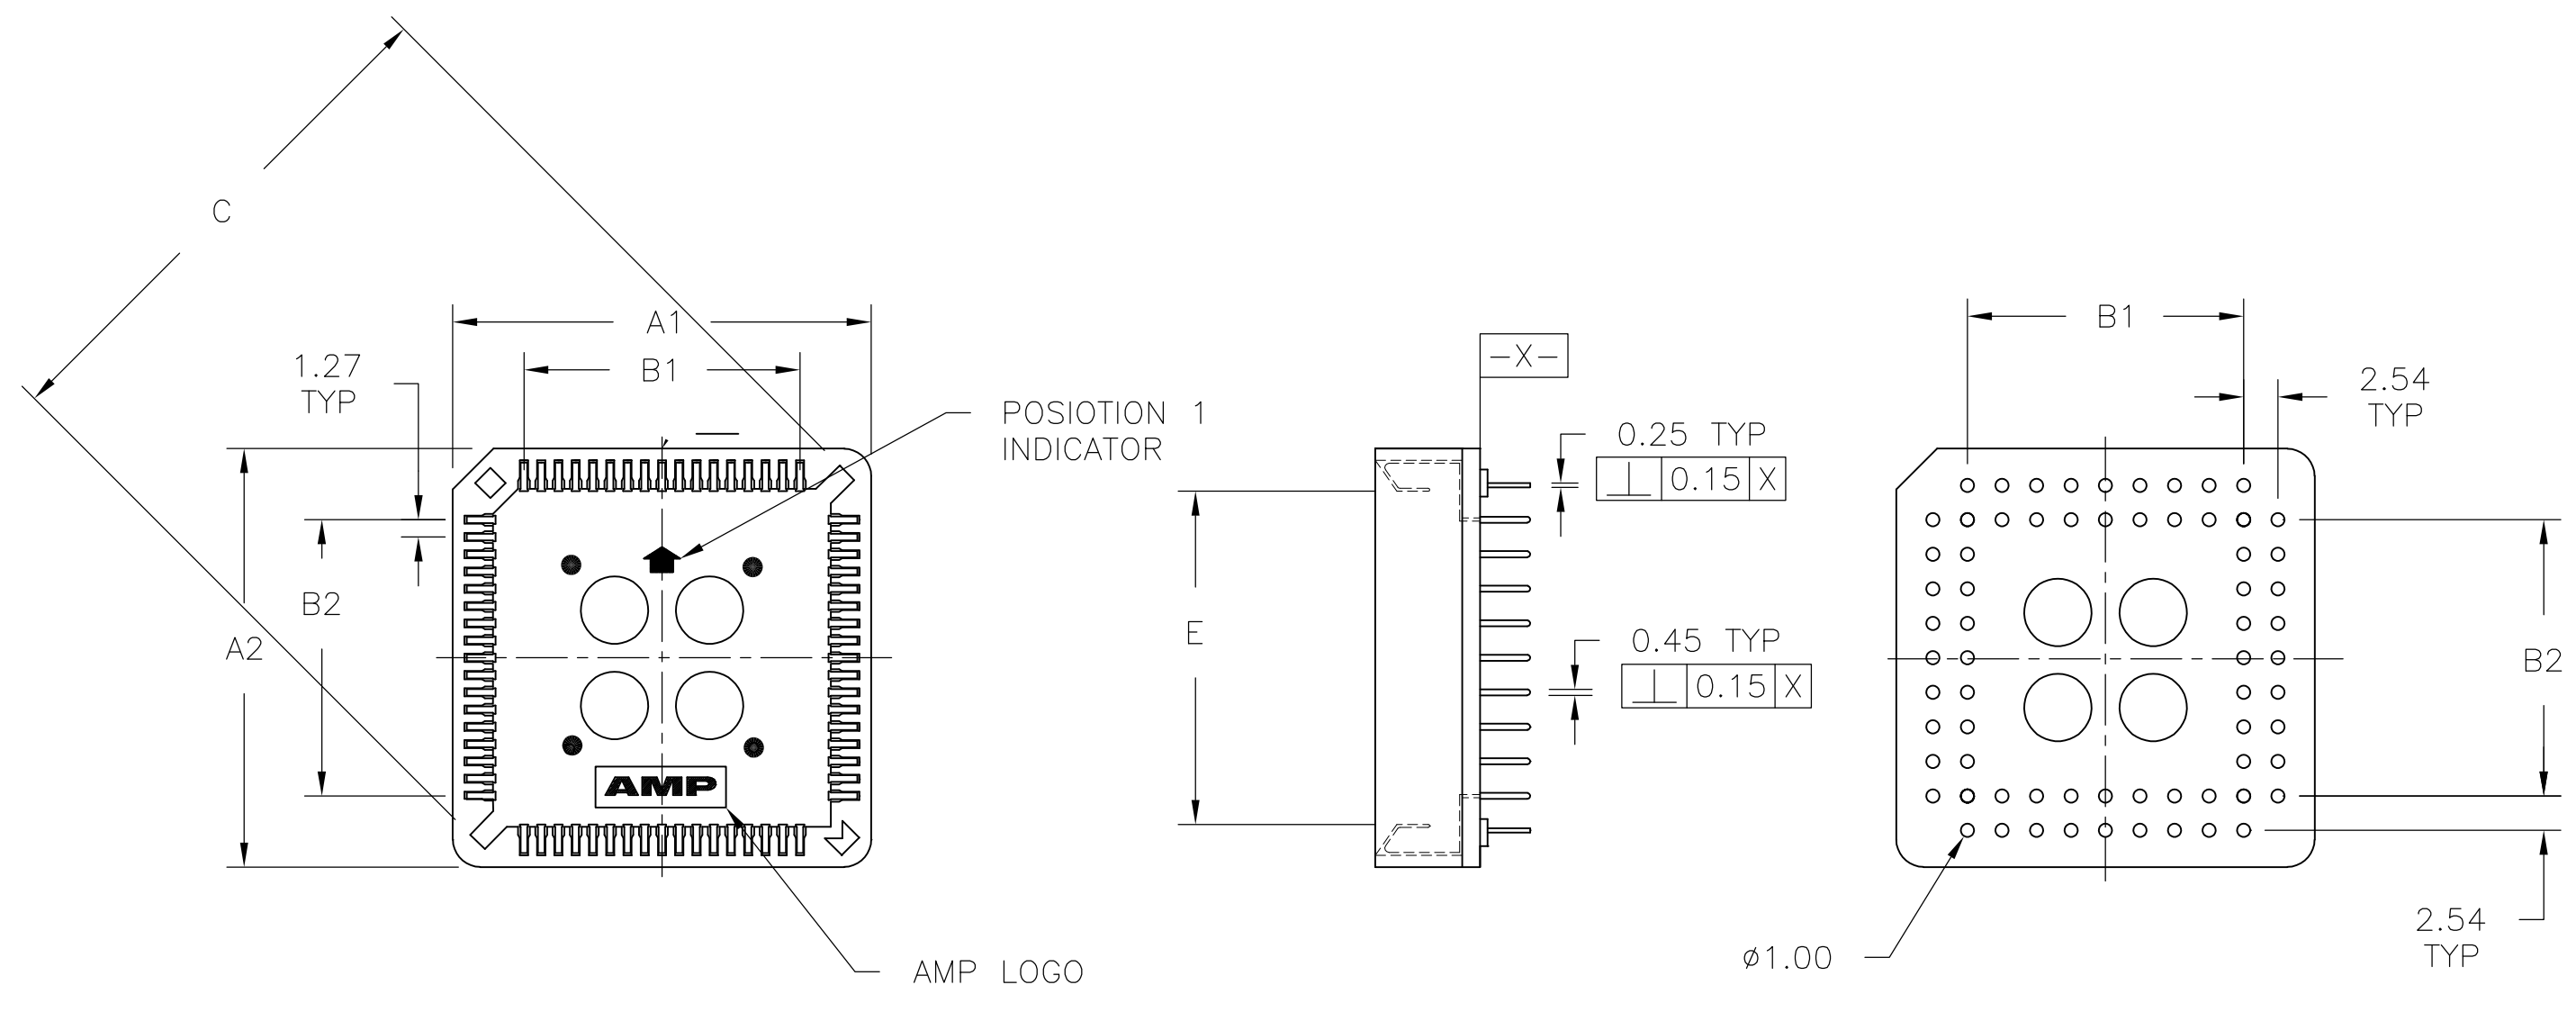 C
A1
B1
1.27
TYP
POSIOTION 1
INDICATOR
B2
A2
AMP
AMP LOGO
E
-X-
0.25 TYP
⊥ 0.15 X
0.45 TYP
⊥ 0.15 X
B1
2.54
TYP
B2
2.54
TYP
ø1.00